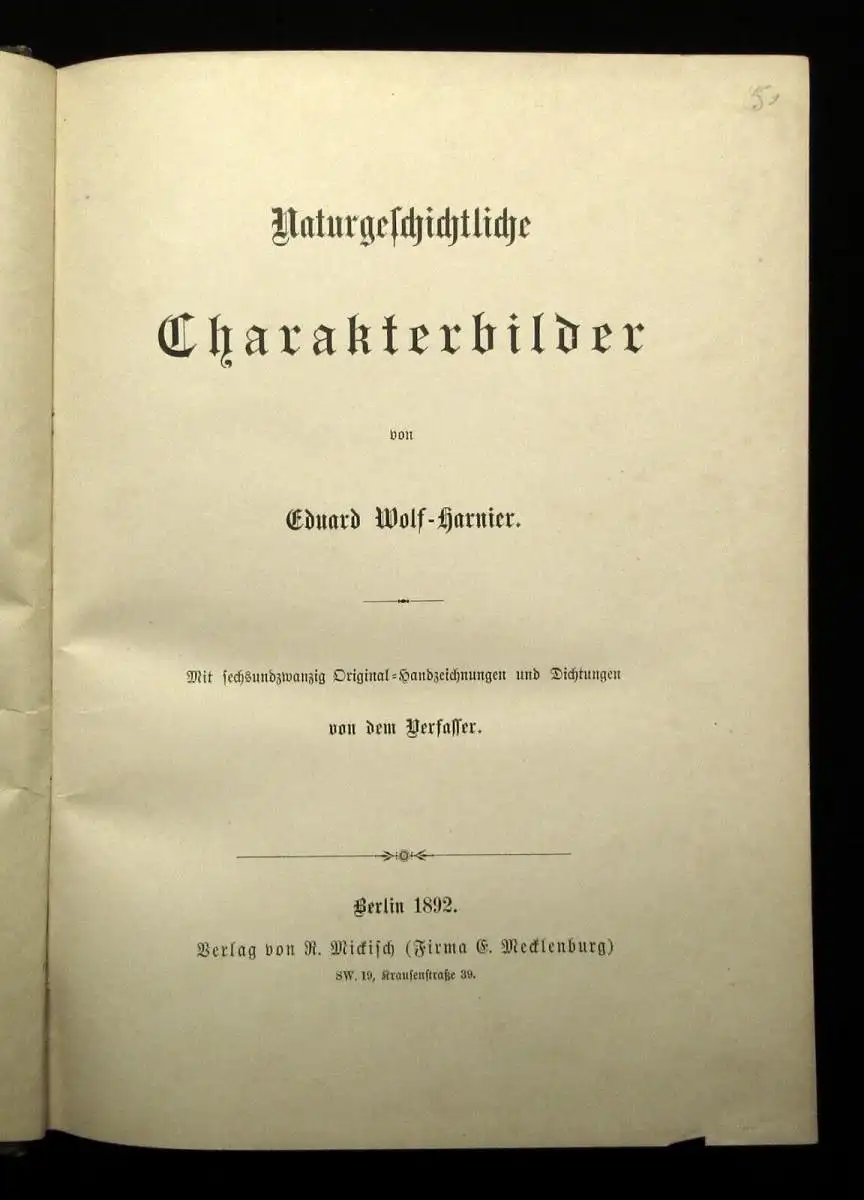 Naturgeschichtliche
Charakterbilder
von
Eduard Wolf-Harnier.
Mit sechsundzwanzig Original-Handzeichnungen und Dichtungen
von dem Verfasser.
Berlin 1892.
Verlag von R. Mickisch (Firma E. Mecklenburg)
SW. 19, Krausenstraße 39.